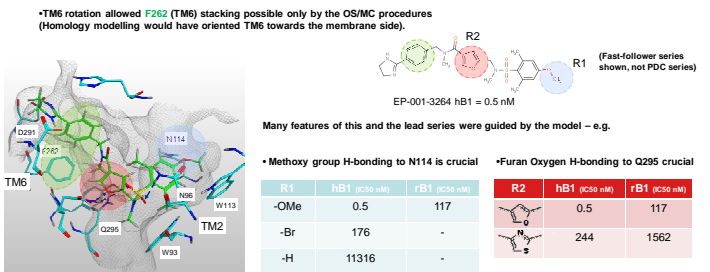 •TM6 rotation allowed F262 (TM6) stacking possible only by the OS/MC procedures
(Homology modelling would have oriented TM6 towards the membrane side).
R2
R1
(Fast-follower series
shown, not PDC series)
EP-001-3264 hB1 = 0.5 nM
Many features of this and the lead series were guided by the model – e.g.
D291
F262
TM6
N114
N96
W113
TM2
Q295
W93
• Methoxy group H-bonding to N114 is crucial
R1 hB1 (IC50 nM) rB1 (IC50 nM)
-OMe 0.5 117
-Br 176 -
-H 11316 -
•Furan Oxygen H-bonding to Q295 crucial
R2 hB1 (IC50 nM) rB1 (IC50 nM)
O 0.5 117
N S 244 1562